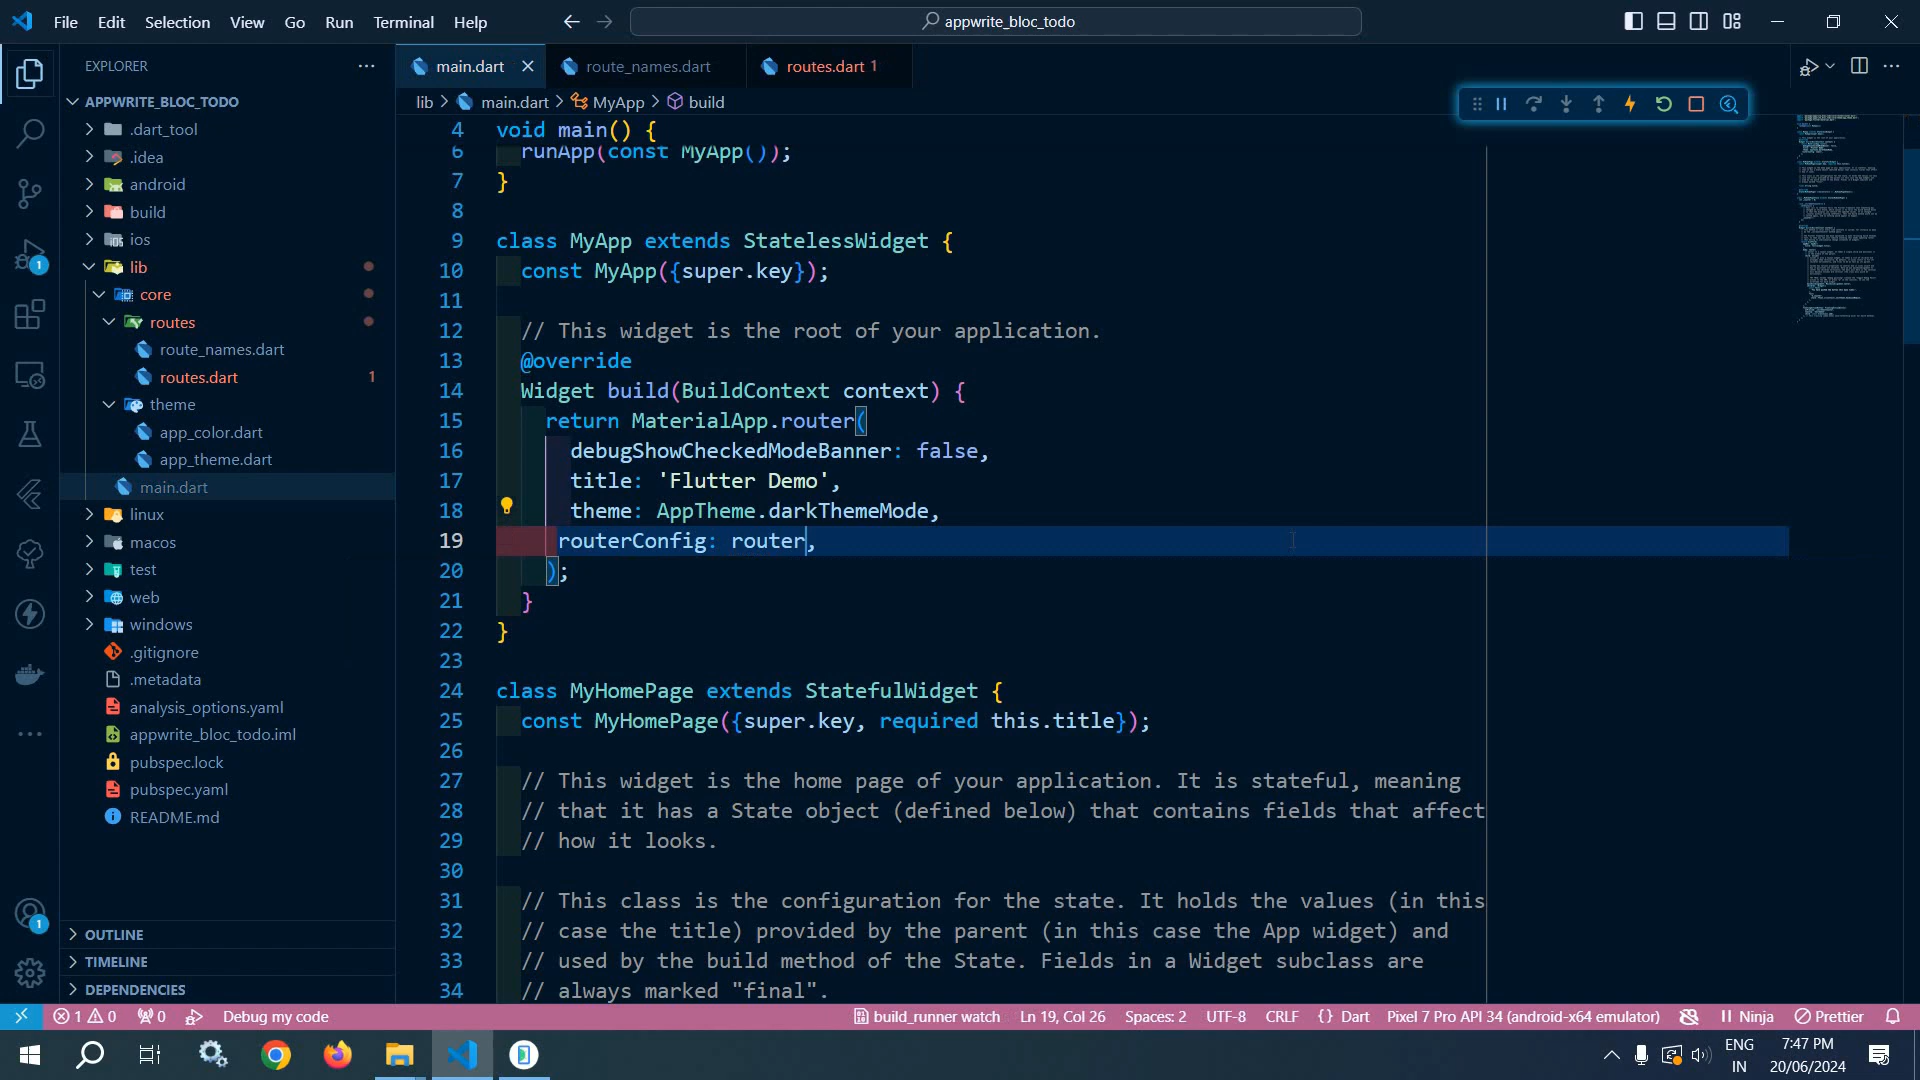 File Edit Selection View Go Run Terminal Help
appwrite_bloc_todo
EXPLORER
main.dart
route_names.dart
routes.dart 1
lib main.dart MyApp build
APPWRITE_BLOC_TODO
.dart_tool
.idea
android
build
ios
lib
core
routes
route_names.dart
routes.dart 1
theme
app_color.dart
app_theme.dart
main.dart
linux
macos
test
web
windows
.gitignore
.metadata
analysis_options.yaml
appwrite_bloc_todo.iml
pubspec.lock
pubspec.yaml
README.md
OUTLINE
TIMELINE
DEPENDENCIES
1
1
4 void main() {
6 runApp(const MyApp());
7 }
8
9 class MyApp extends StatelessWidget {
10 const MyApp({super.key});
11
12 // This widget is the root of your application.
13 @override
14 Widget build(BuildContext context) {
15 return MaterialApp.router(
16 debugShowCheckedModeBanner: false,
17 title: 'Flutter Demo',
18 theme: AppTheme.darkThemeMode,
19 routerConfig: router,
20 );
21 }
22 }
23
24 class MyHomePage extends StatefulWidget {
25 const MyHomePage({super.key, required this.title});
26
27 // This widget is the home page of your application. It is stateful, meaning
28 // that it has a State object (defined below) that contains fields that affect
29 // how it looks.
30
31 // This class is the configuration for the state. It holds the values (in this
32 // case the title) provided by the parent (in this case the App widget) and
33 // used by the build method of the State. Fields in a Widget subclass are
34 // always marked "final".
1 0 0 Debug my code build_runner watch Ln 19, Col 26 Spaces: 2 UTF-8 CRLF {} Dart Pixel 7 Pro API 34 (android-x64 emulator) Ninja Prettier
ENG
IN
7:47 PM
20/06/2024